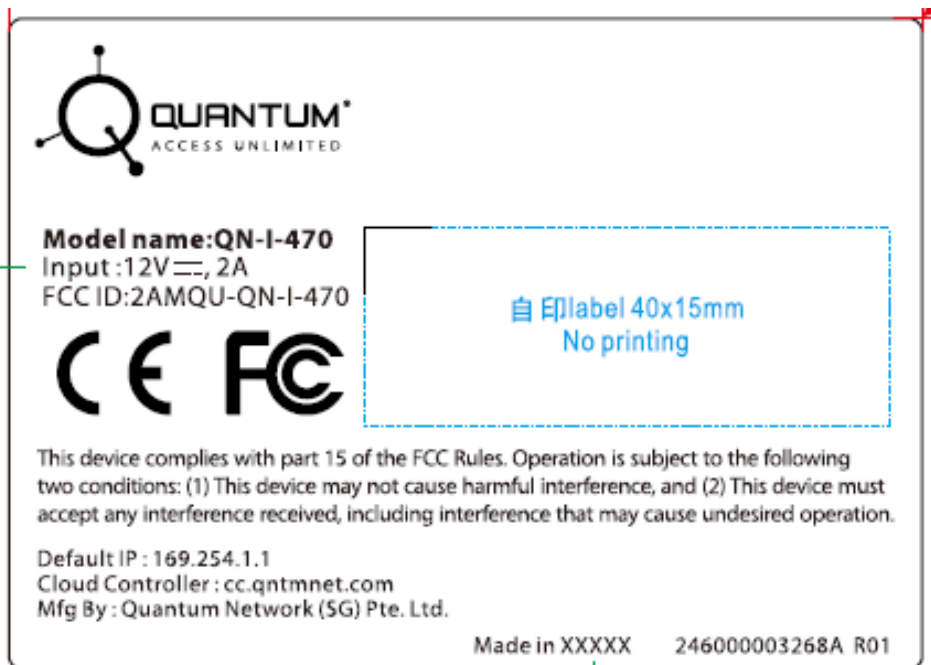 QUANTUM®
ACCESS UNLIMITED
Model name:QN-I-470
Input :12V⎓, 2A
FCC ID:2AMQU-QN-I-470
CE FC
自 印label 40x15mm
No printing
This device complies with part 15 of the FCC Rules. Operation is subject to the following
two conditions: (1) This device may not cause harmful interference, and (2) This device must
accept any interference received, including interference that may cause undesired operation.
Default IP : 169.254.1.1
Cloud Controller : cc.qntmnet.com
Mfg By : Quantum Network (SG) Pte. Ltd.
Made in XXXXX 246000003268A R01